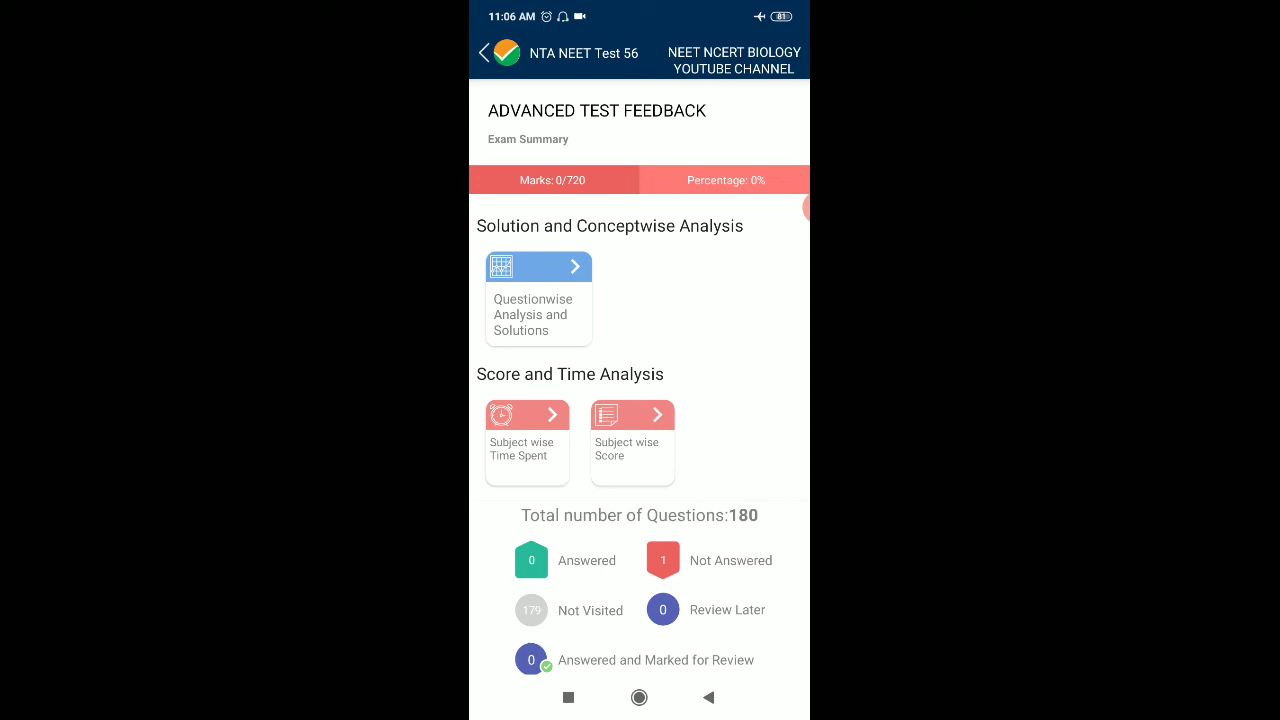 11:06 AM
81
NTA NEET Test 56
NEET NCERT BIOLOGY
YOUTUBE CHANNEL
ADVANCED TEST FEEDBACK
Exam Summary
Marks: 0/720
Percentage: 0%
Solution and Conceptwise Analysis
Questionwise
Analysis and
Solutions
Score and Time Analysis
Subject wise
Time Spent
Subject wise
Score
Total number of Questions:180
0 Answered
1 Not Answered
179 Not Visited
0 Review Later
0 Answered and Marked for Review